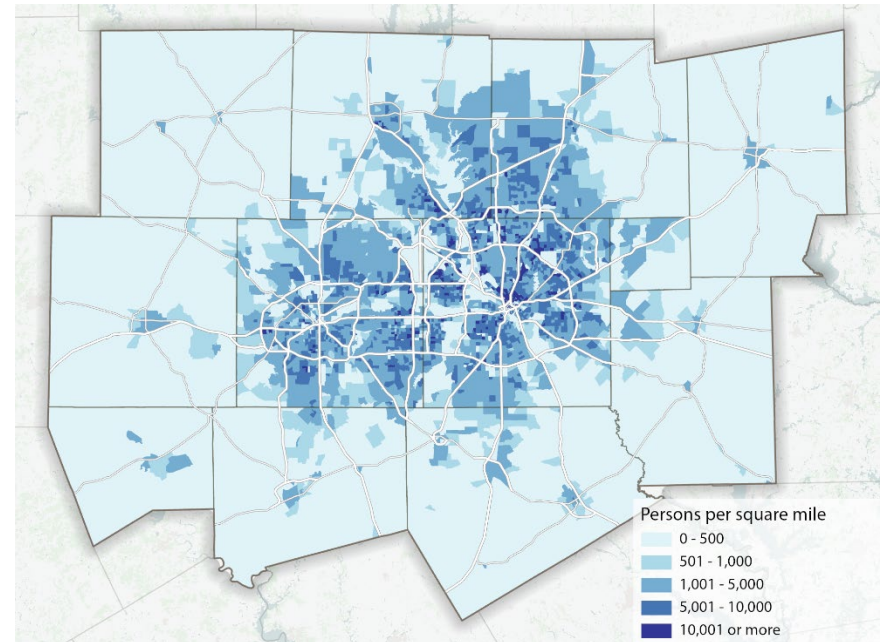 Persons per square mile
0 - 500
501 - 1,000
1,001 - 5,000
5,001 - 10,000
10,001 or more